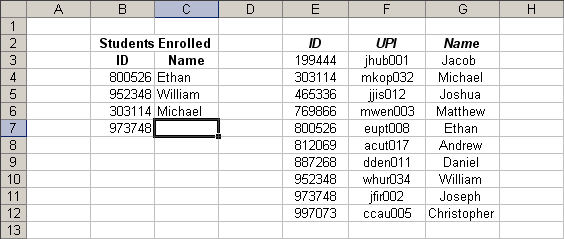 A B C D E F G H
1
2 Students Enrolled ID UPI Name
3 ID Name 199444 jhub001 Jacob
4 800526 Ethan 303114 mkop032 Michael
5 952348 William 465336 jjis012 Joshua
6 303114 Michael 769866 mwen003 Matthew
7 973748 800526 eupt008 Ethan
8 812069 acut017 Andrew
9 887268 dden011 Daniel
10 952348 whur034 William
11 973748 jfir002 Joseph
12 997073 ccau005 Christopher
13